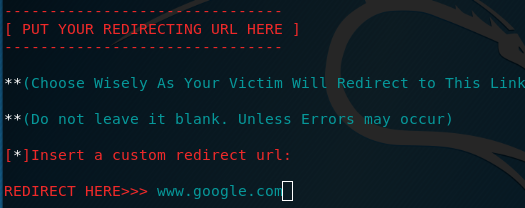 -------------------------------
[ PUT YOUR REDIRECTING URL HERE ]
-------------------------------
**(Choose Wisely As Your Victim Will Redirect to This Link
**(Do not leave it blank. Unless Errors may occur)
[*]Insert a custom redirect url:
REDIRECT HERE>>> www.google.com